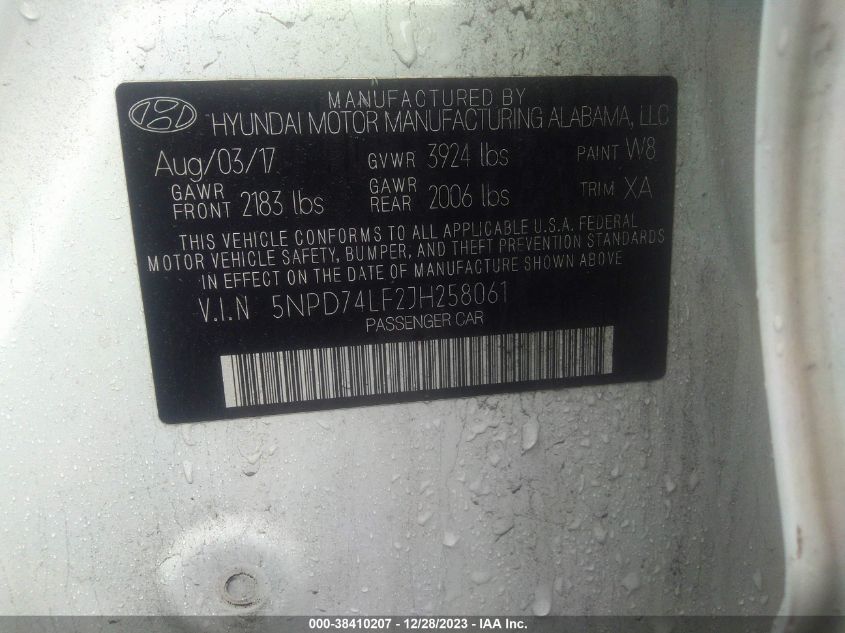 MANUFACTURED BY
HYUNDAI MOTOR MANUFACTURING ALABAMA, LLC
Aug/03/17 GVWR 3924 lbs PAINT W8
GAWR FRONT 2183 lbs GAWR REAR 2006 lbs TRIM XA
THIS VEHICLE CONFORMS TO ALL APPLICABLE U.S.A. FEDERAL
MOTOR VEHICLE SAFETY, BUMPER, AND THEFT PREVENTION STANDARDS
IN EFFECT ON THE DATE OF MANUFACTURE SHOWN ABOVE
V.I.N 5NPD74LF2JH258061
PASSENGER CAR
000-38410207 - 12/28/2023 - IAA Inc.